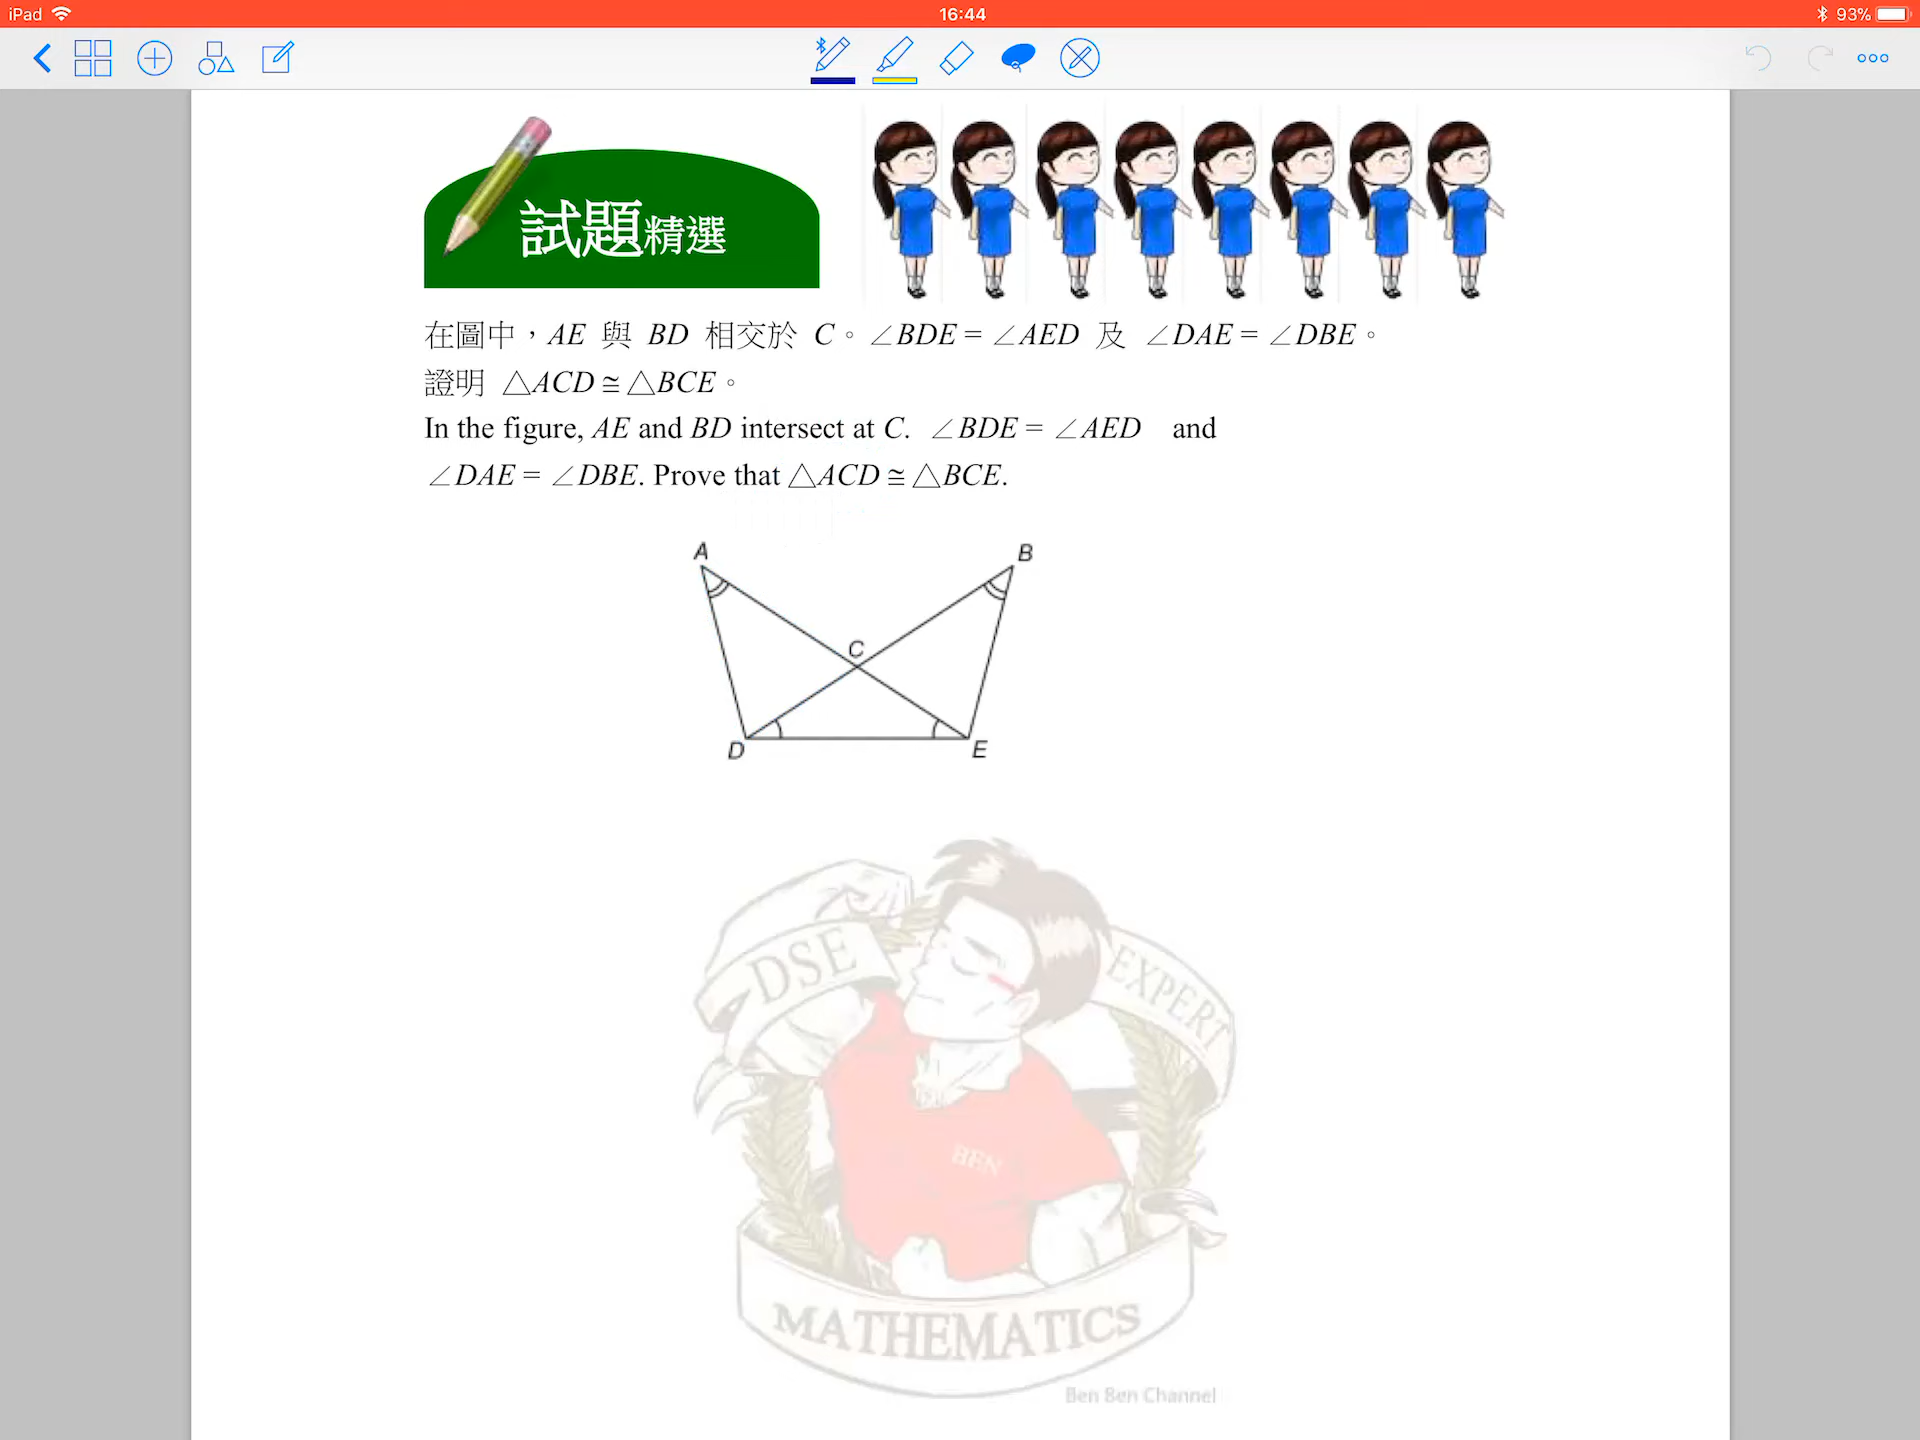 iPad
16:44
93%
試題精選
在圖中，AE 與 BD 相交於 C。∠BDE = ∠AED 及 ∠DAE = ∠DBE。
證明 △ACD ≅ △BCE。
In the figure, AE and BD intersect at C. ∠BDE = ∠AED and
∠DAE = ∠DBE. Prove that △ACD ≅ △BCE.
A
B
C
D
E
DSE
EXPERT
BEN
MATHEMATICS
Ben Ben Channel